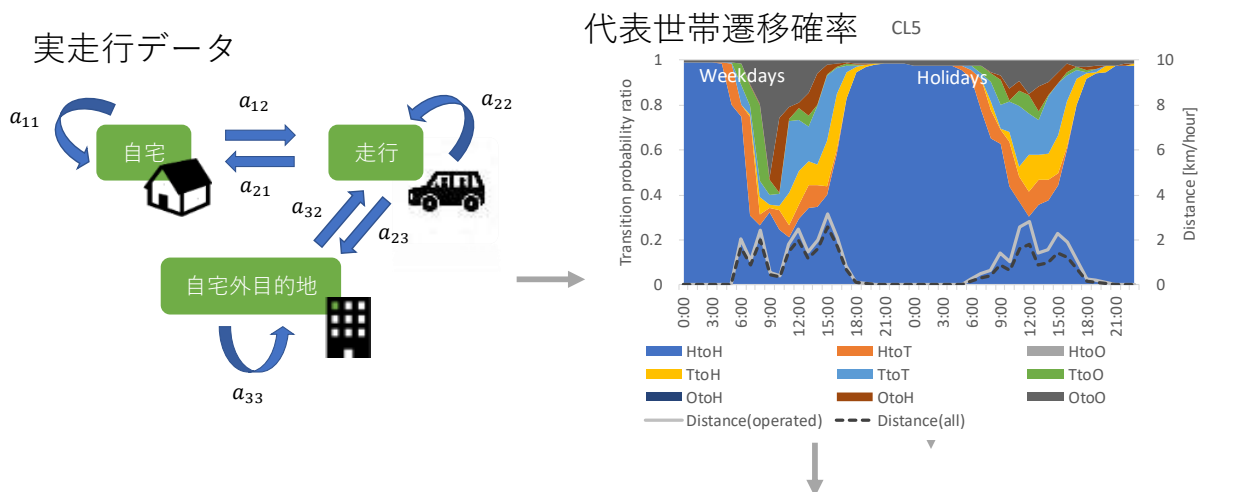 実走行データ
a11
a12
a22
自宅
走行
a21
a32
a23
自宅外目的地
a33
代表世帯遷移確率 CL5
Weekdays
Holidays
Transition probability ratio
1
0.8
0.6
0.4
0.2
0
Distance [km/hour]
10
8
6
4
2
0
0:00 3:00 6:00 9:00 12:00 15:00 18:00 21:00 0:00 3:00 6:00 9:00 12:00 15:00 18:00 21:00
HtoH HtoT HtoO
TtoH TtoT TtoO
OtoH OtoH OtoO
Distance(operated) Distance(all)